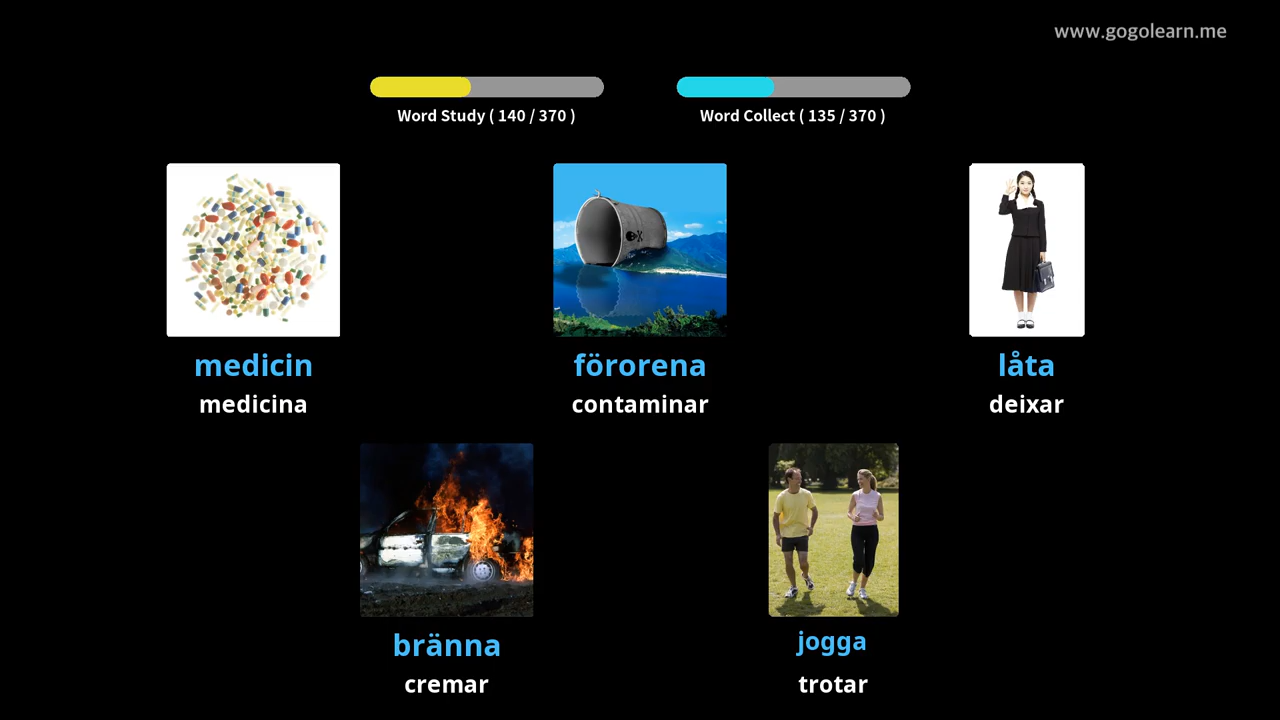 www.gogolearn.me
Word Study ( 140 / 370 )
Word Collect ( 135 / 370 )
medicin
medicina
förorena
contaminar
låta
deixar
bränna
cremar
jogga
trotar